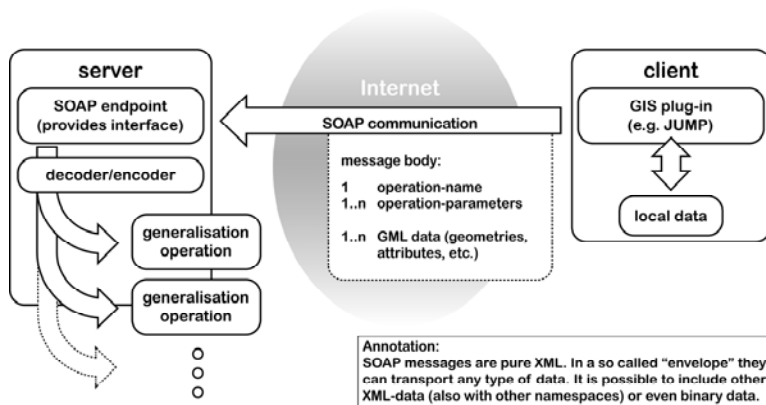 server
SOAP endpoint
(provides interface)
decoder/encoder
generalisation
operation
generalisation
operation
Internet
SOAP communication
message body:
1 operation-name
1..n operation-parameters
1..n GML data (geometries,
attributes, etc.)
client
GIS plug-in
(e.g. JUMP)
local data
Annotation:
SOAP messages are pure XML. In a so called “envelope” they
can transport any type of data. It is possible to include other
XML-data (also with other namespaces) or even binary data.